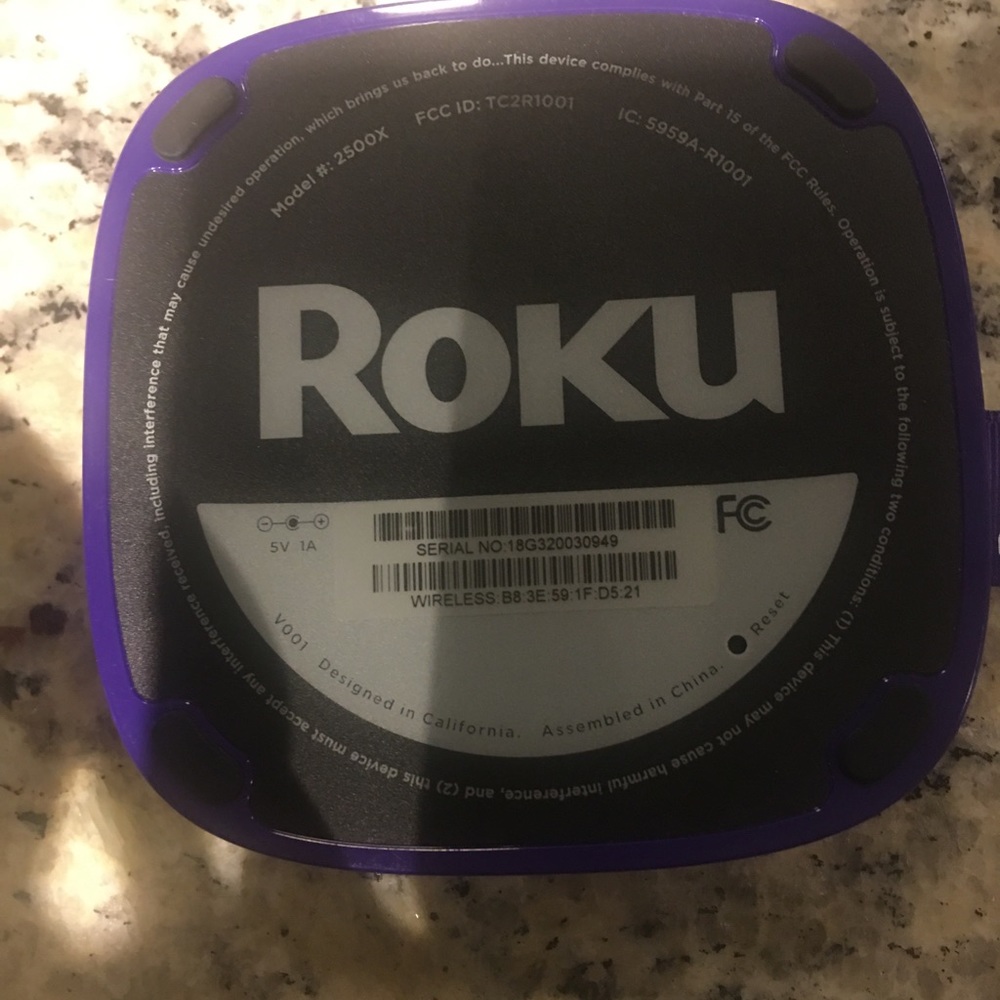 This device complies with Part 15 of the FCC Rules. Operation is subject to the following two conditions: (1) This device may not cause harmful interference, and (2) this device must accept any interference received, including interference that may cause undesired operation, which brings us back to do...
Model #: 2500X FCC ID: TC2R1001 IC: 5959A-R1001
ROKU
5V 1A
FC
SERIAL NO:18G320030949
WIRELESS:B8:3E:59:1F:D5:21
Reset
V001 Designed in California. Assembled in China.